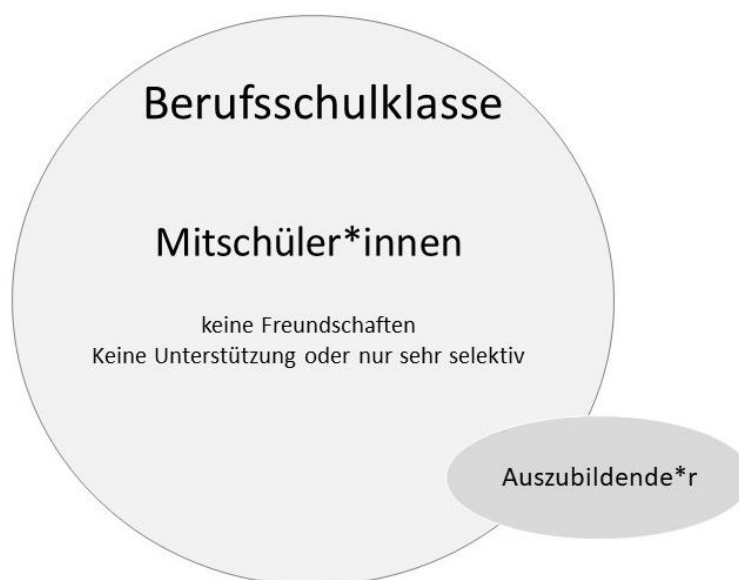 Berufsschulklasse
Mitschüler*innen
keine Freundschaften
Keine Unterstützung oder nur sehr selektiv
Auszubildende*r